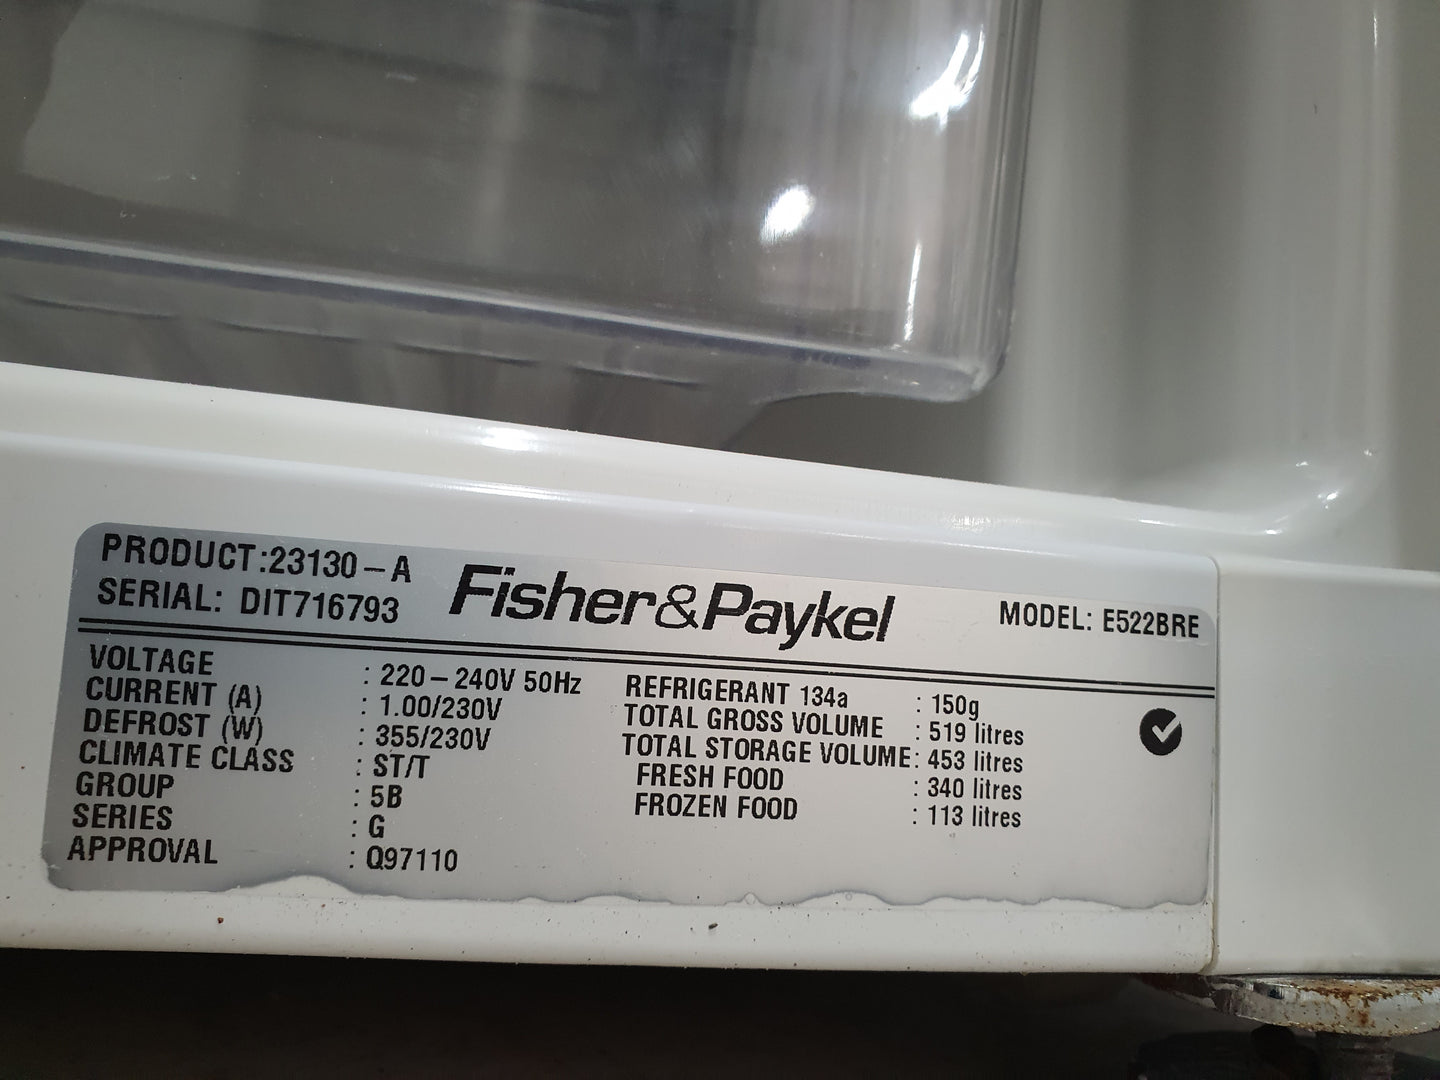 PRODUCT:23130–A
SERIAL: DIT716793
Fisher&Paykel
MODEL: E522BRE
VOLTAGE : 220–240V 50Hz
CURRENT (A) : 1.00/230V
DEFROST (W) : 355/230V
CLIMATE CLASS : ST/T
GROUP : 5B
SERIES : G
APPROVAL : Q97110
REFRIGERANT 134a : 150g
TOTAL GROSS VOLUME : 519 litres
TOTAL STORAGE VOLUME: 453 litres
FRESH FOOD : 340 litres
FROZEN FOOD : 113 litres